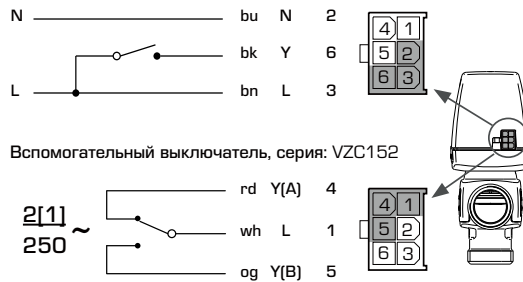 N bu N 2
bk Y 6
L bn L 3
4 1
5 2
6 3
Вспомогательный выключатель, серия: VZC152
rd Y(A) 4
2[1]
250 ~
wh L 1
og Y(B) 5
4 1
5 2
6 3